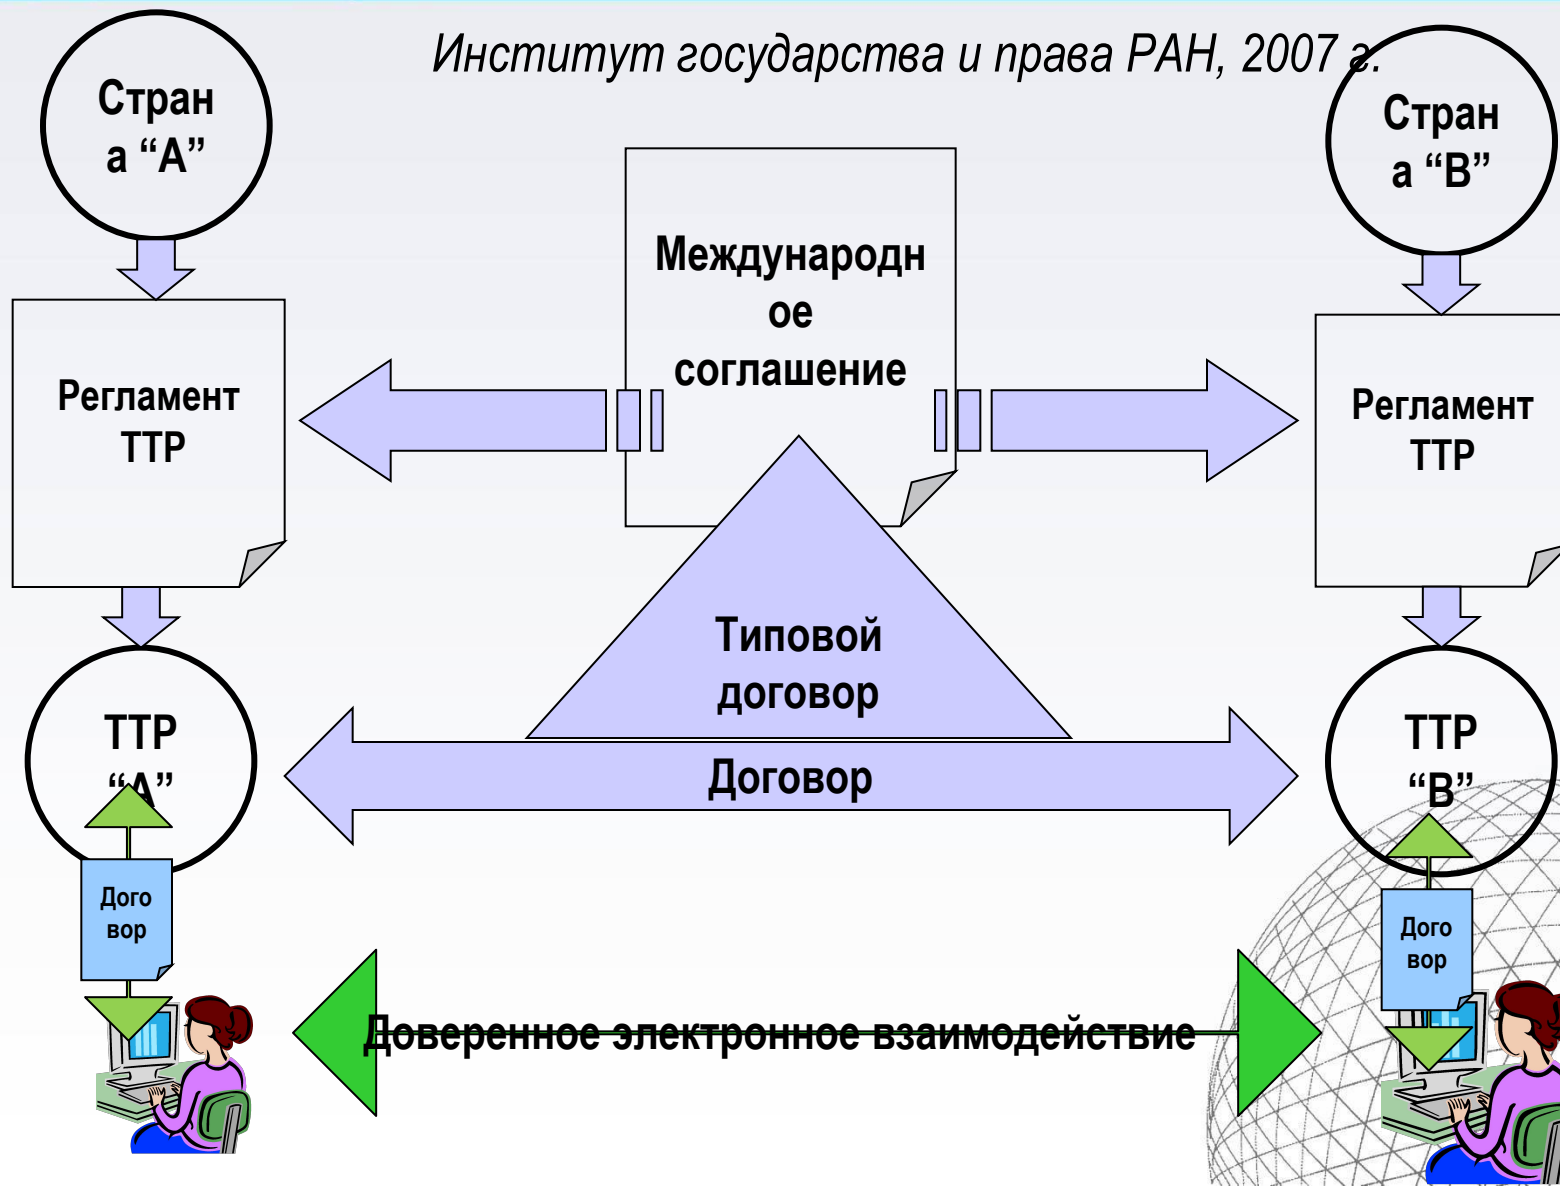 Институт государства и права РАН, 2007 г.
Стран
а “А”
Стран
а “В”
Международн
ое
соглашение
Регламент
ТТР
Регламент
ТТР
Типовой
договор
ТТР
“А”
Договор
ТТР
“В”
Дого
вор
Дого
вор
Доверенное электронное взаимодействие